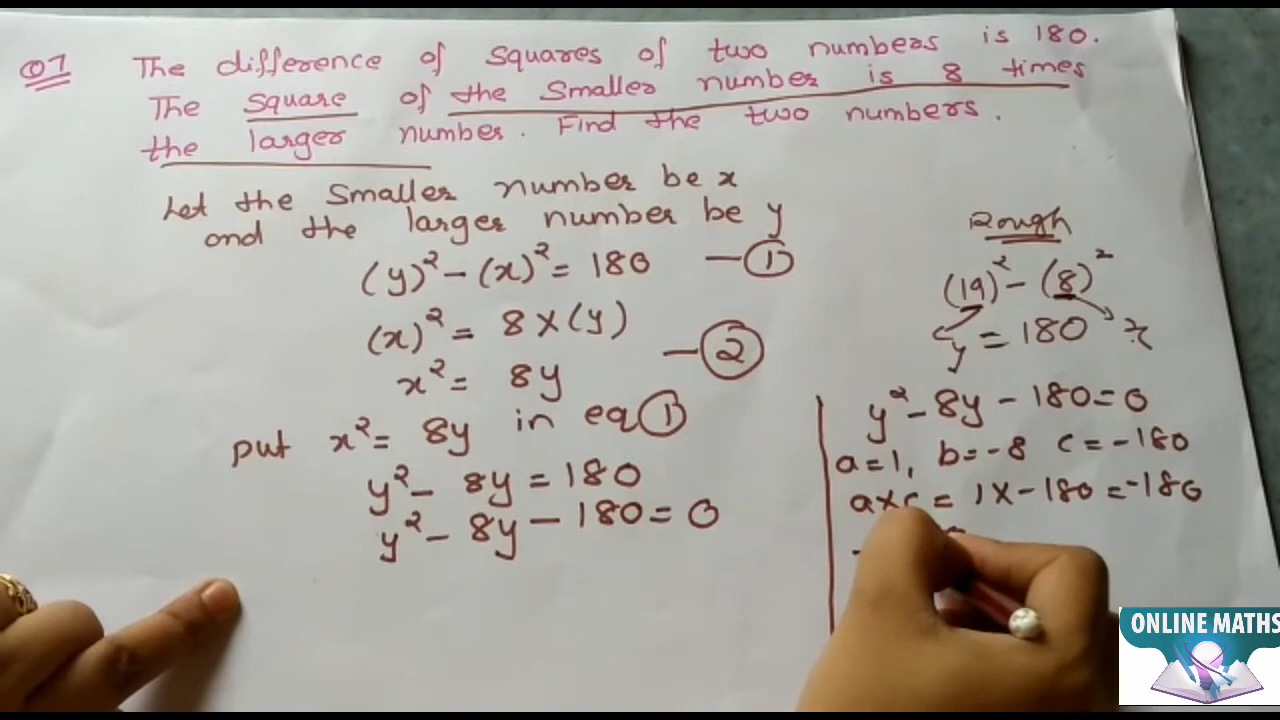 Q7 The difference of squares of two numbers is 180.
The square of the smaller number is 8 times
the larger number. Find the two numbers.
Let the smaller number be x
and the larger number be y
(y)² - (x)² = 180 — ①
(x)² = 8 × (y)
x² = 8y — ②
put x² = 8y in eq ①
y² - 8y = 180
y² - 8y - 180 = 0
Rough
(19)² - (8)²
y = 180 x
y² - 8y - 180 = 0
a = 1, b = -8 c = -180
a×c = 1 × -180 = -180
ONLINE MATHS